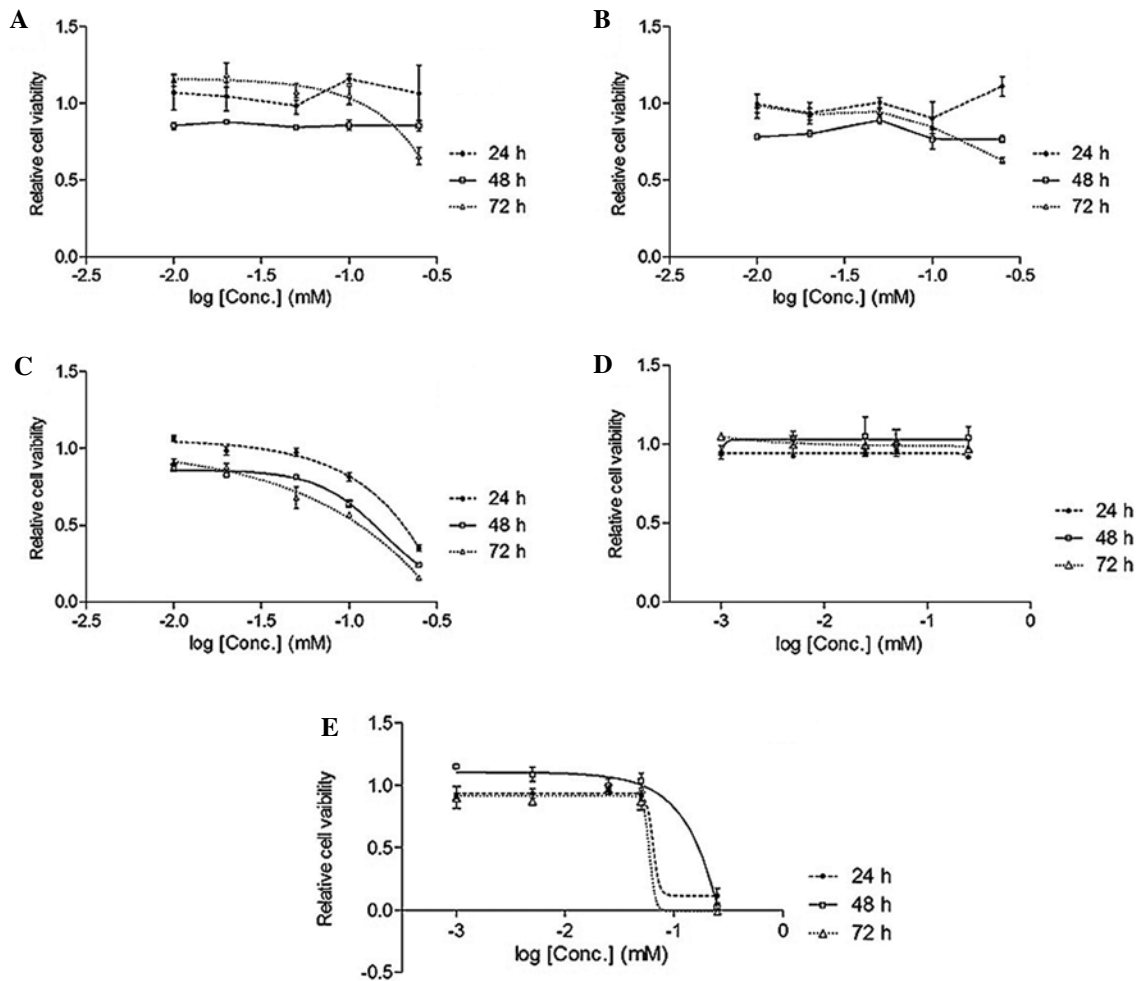 A
1.5
1.0
0.5
0.0
Relative cell viability
-2.5
-2.0
-1.5
-1.0
-0.5
log [Conc.] (mM)
24 h
48 h
72 h
B
1.5
1.0
0.5
0.0
Relative cell viability
-2.5
-2.0
-1.5
-1.0
-0.5
log [Conc.] (mM)
24 h
48 h
72 h
C
1.5
1.0
0.5
0.0
Relative cell vaibility
-2.5
-2.0
-1.5
-1.0
-0.5
log [Conc.] (mM)
24 h
48 h
72 h
D
1.5
1.0
0.5
0.0
Relative cell vaibility
-3
-2
-1
0
log [Conc.] (mM)
24 h
48 h
72 h
E
1.5
1.0
0.5
0.0
-0.5
Relative cell vaibility
-3
-2
-1
0
log [Conc.] (mM)
24 h
48 h
72 h